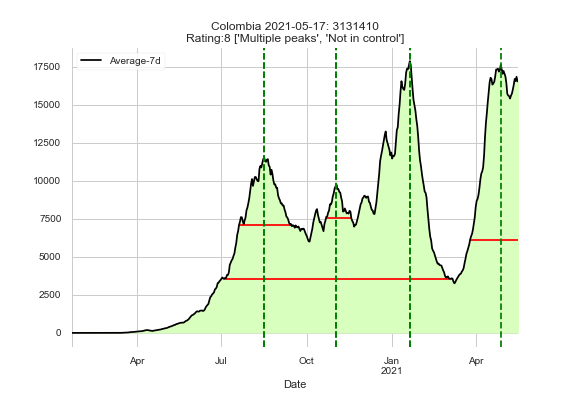 Colombia 2021-05-17: 3131410
Rating:8 ['Multiple peaks', 'Not in control']
Average-7d
17500
15000
12500
10000
7500
5000
2500
0
Apr Jul Oct Jan Apr
2021
Date